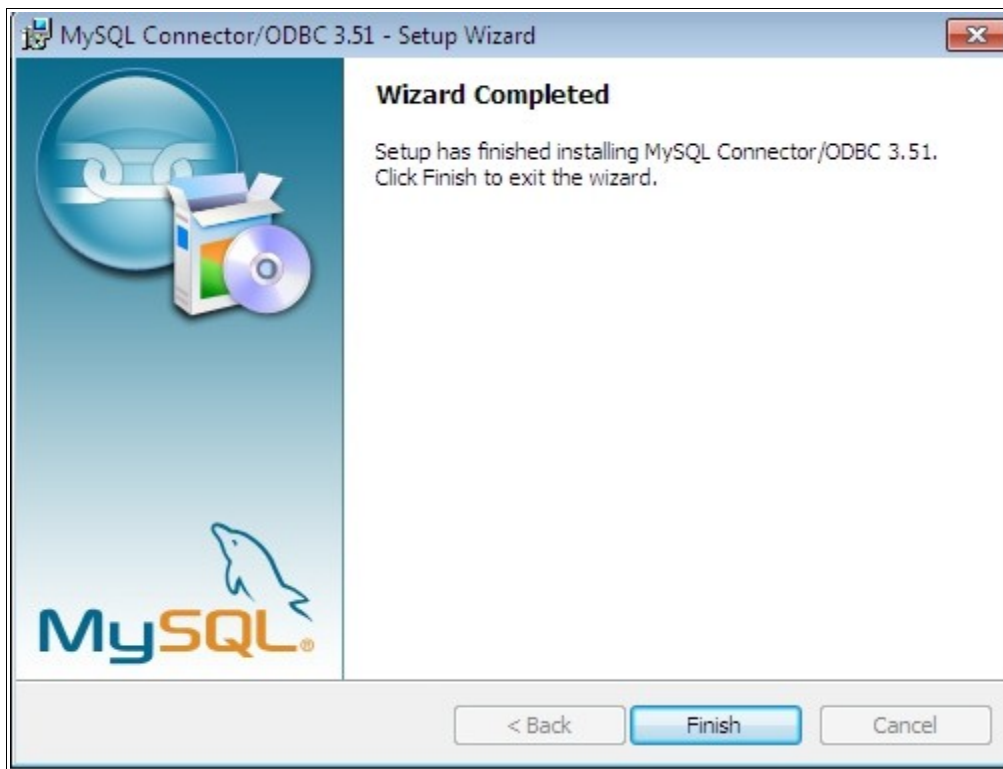 MySQL Connector/ODBC 3.51 - Setup Wizard
Wizard Completed
Setup has finished installing MySQL Connector/ODBC 3.51.
Click Finish to exit the wizard.
MySQL®
< Back
Finish
Cancel